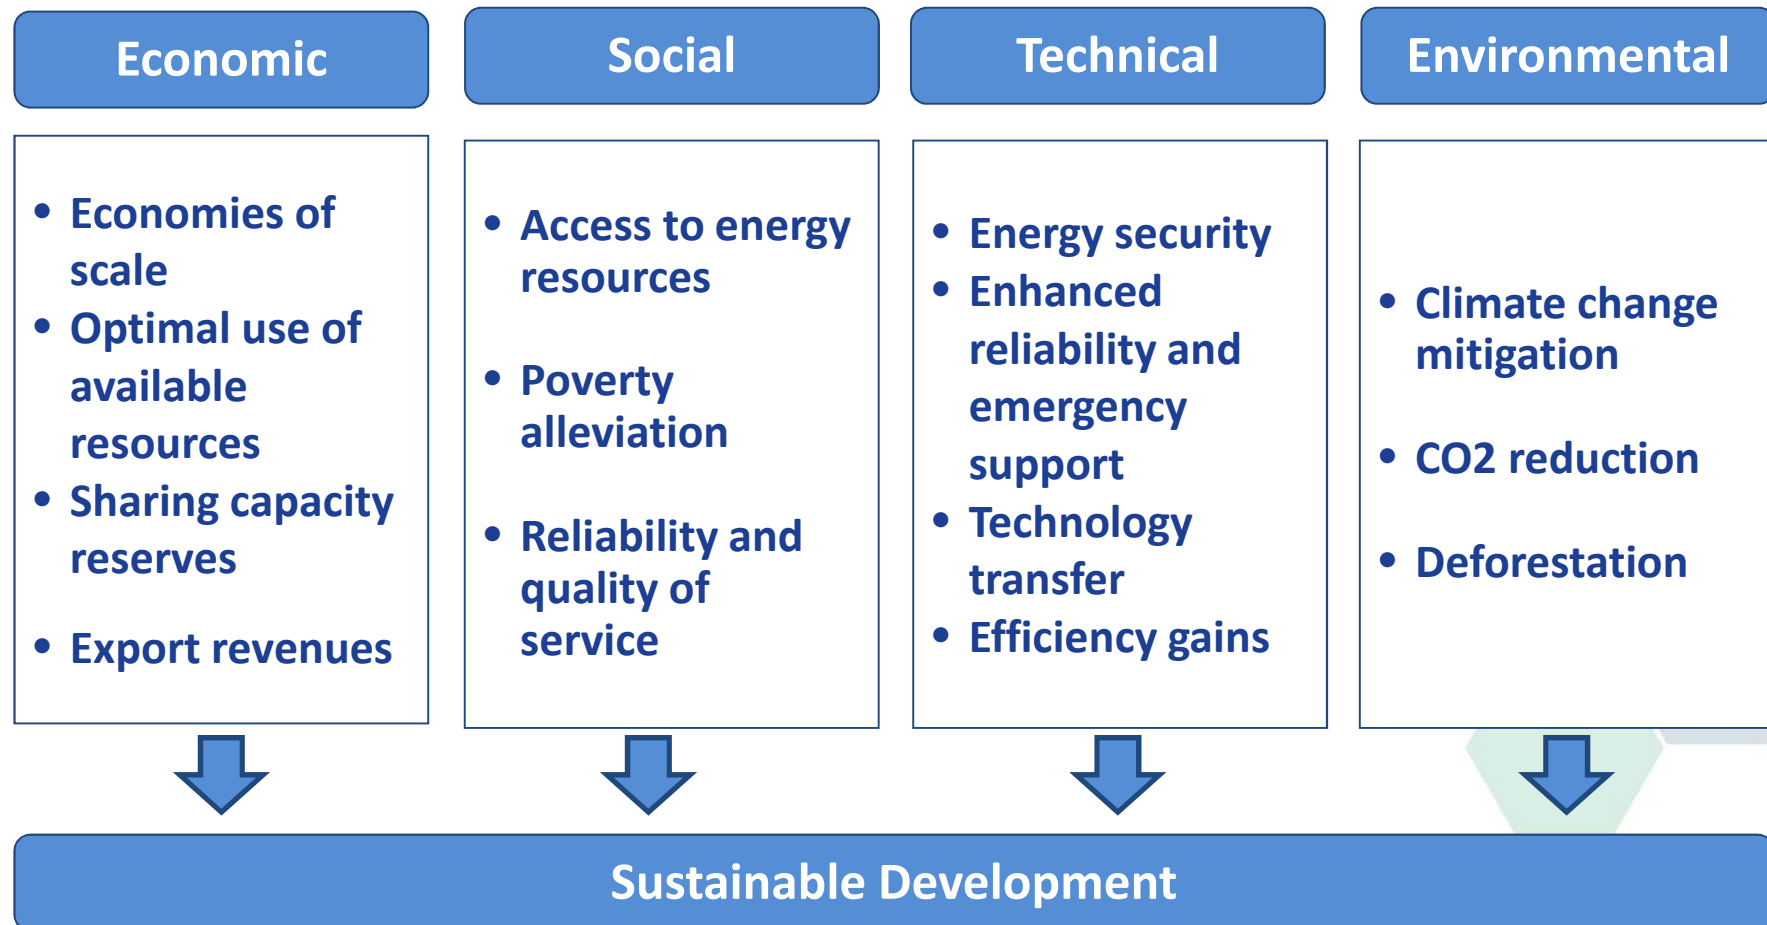 Economic
• Economies of
scale
• Optimal use of
available
resources
• Sharing capacity
reserves
• Export revenues
Social
• Access to energy
resources
• Poverty
alleviation
• Reliability and
quality of
service
Technical
• Energy security
• Enhanced
reliability and
emergency
support
• Technology
transfer
• Efficiency gains
Environmental
• Climate change
mitigation
• CO2 reduction
• Deforestation
Sustainable Development